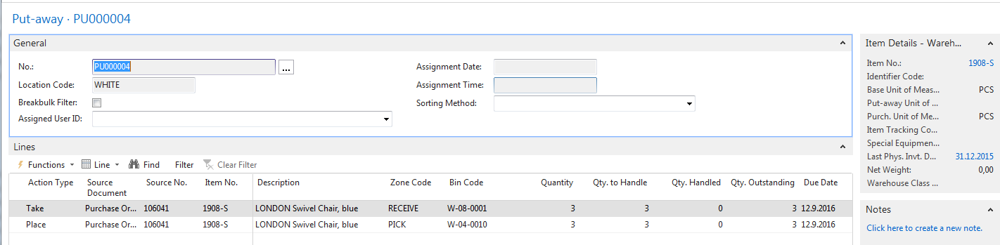 Put-away · PU000004
General
No.: PU000004 ...
Assignment Date:
Location Code: WHITE
Assignment Time:
Breakbulk Filter:
Sorting Method:
Assigned User ID:
Lines
Functions Line Find Filter Clear Filter
Action Type Source Document Source No. Item No. Description Zone Code Bin Code Quantity Qty. to Handle Qty. Handled Qty. Outstanding Due Date
Take Purchase Or... 106041 1908-S LONDON Swivel Chair, blue RECEIVE W-08-0001 3 3 0 3 12.9.2016
Place Purchase Or... 106041 1908-S LONDON Swivel Chair, blue PICK W-04-0010 3 3 0 3 12.9.2016
Item Details - Wareh...
Item No.: 1908-S
Identifier Code:
Base Unit of Meas... PCS
Put-away Unit of ...
Purch. Unit of Me... PCS
Item Tracking Co...
Special Equipmen...
Last Phys. Invt. D... 31.12.2015
Net Weight: 0,00
Warehouse Class ...
Notes
Click here to create a new note.